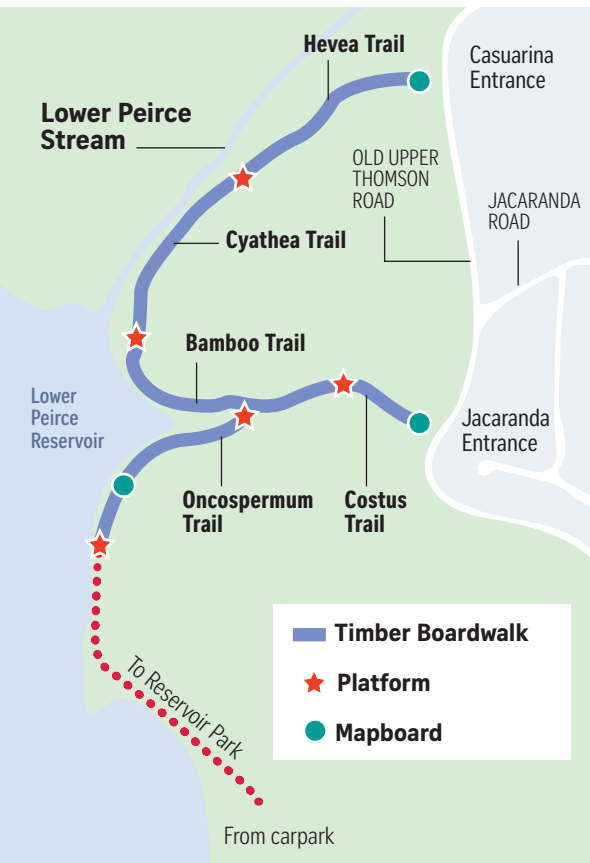 Hevea Trail
Casuarina
Entrance
Lower Peirce
Stream
OLD UPPER
THOMSON
ROAD
JACARANDA
ROAD
Cyathea Trail
Bamboo Trail
Lower
Peirce
Reservoir
Jacaranda
Entrance
Oncospermum
Trail
Costus
Trail
Timber Boardwalk
Platform
Mapboard
To Reservoir Park
From carpark